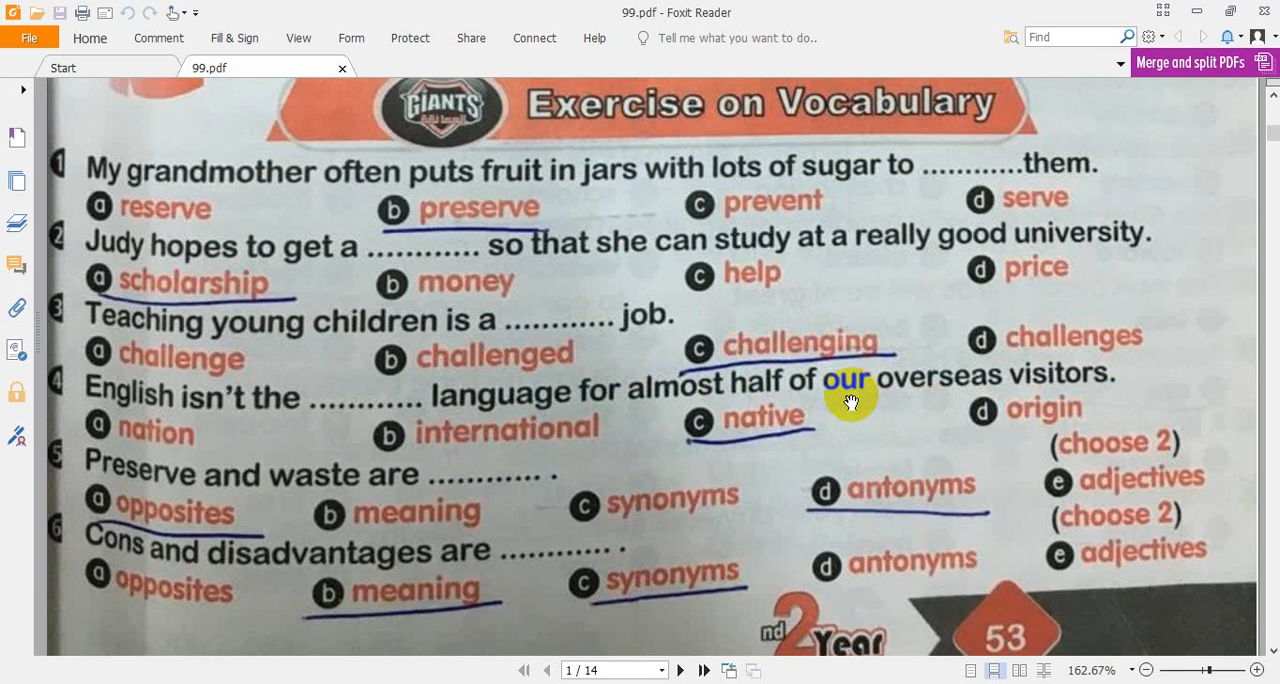 99.pdf - Foxit Reader
File Home Comment Fill & Sign View Form Protect Share Connect Help Tell me what you want to do.. Find
Start 99.pdf Merge and split PDFs
GIANTS Exercise on Vocabulary
1 My grandmother often puts fruit in jars with lots of sugar to ............them.
a reserve b preserve c prevent d serve
2 Judy hopes to get a ............ so that she can study at a really good university.
a scholarship b money c help d price
3 Teaching young children is a ............ job.
a challenge b challenged c challenging d challenges
4 English isn't the ............ language for almost half of our overseas visitors.
a nation b international c native d origin
(choose 2)
5 Preserve and waste are ............ .
a opposites b meaning c synonyms d antonyms e adjectives
(choose 2)
6 Cons and disadvantages are ............ .
a opposites b meaning c synonyms d antonyms e adjectives
2nd Year 53
1 / 14 162.67%